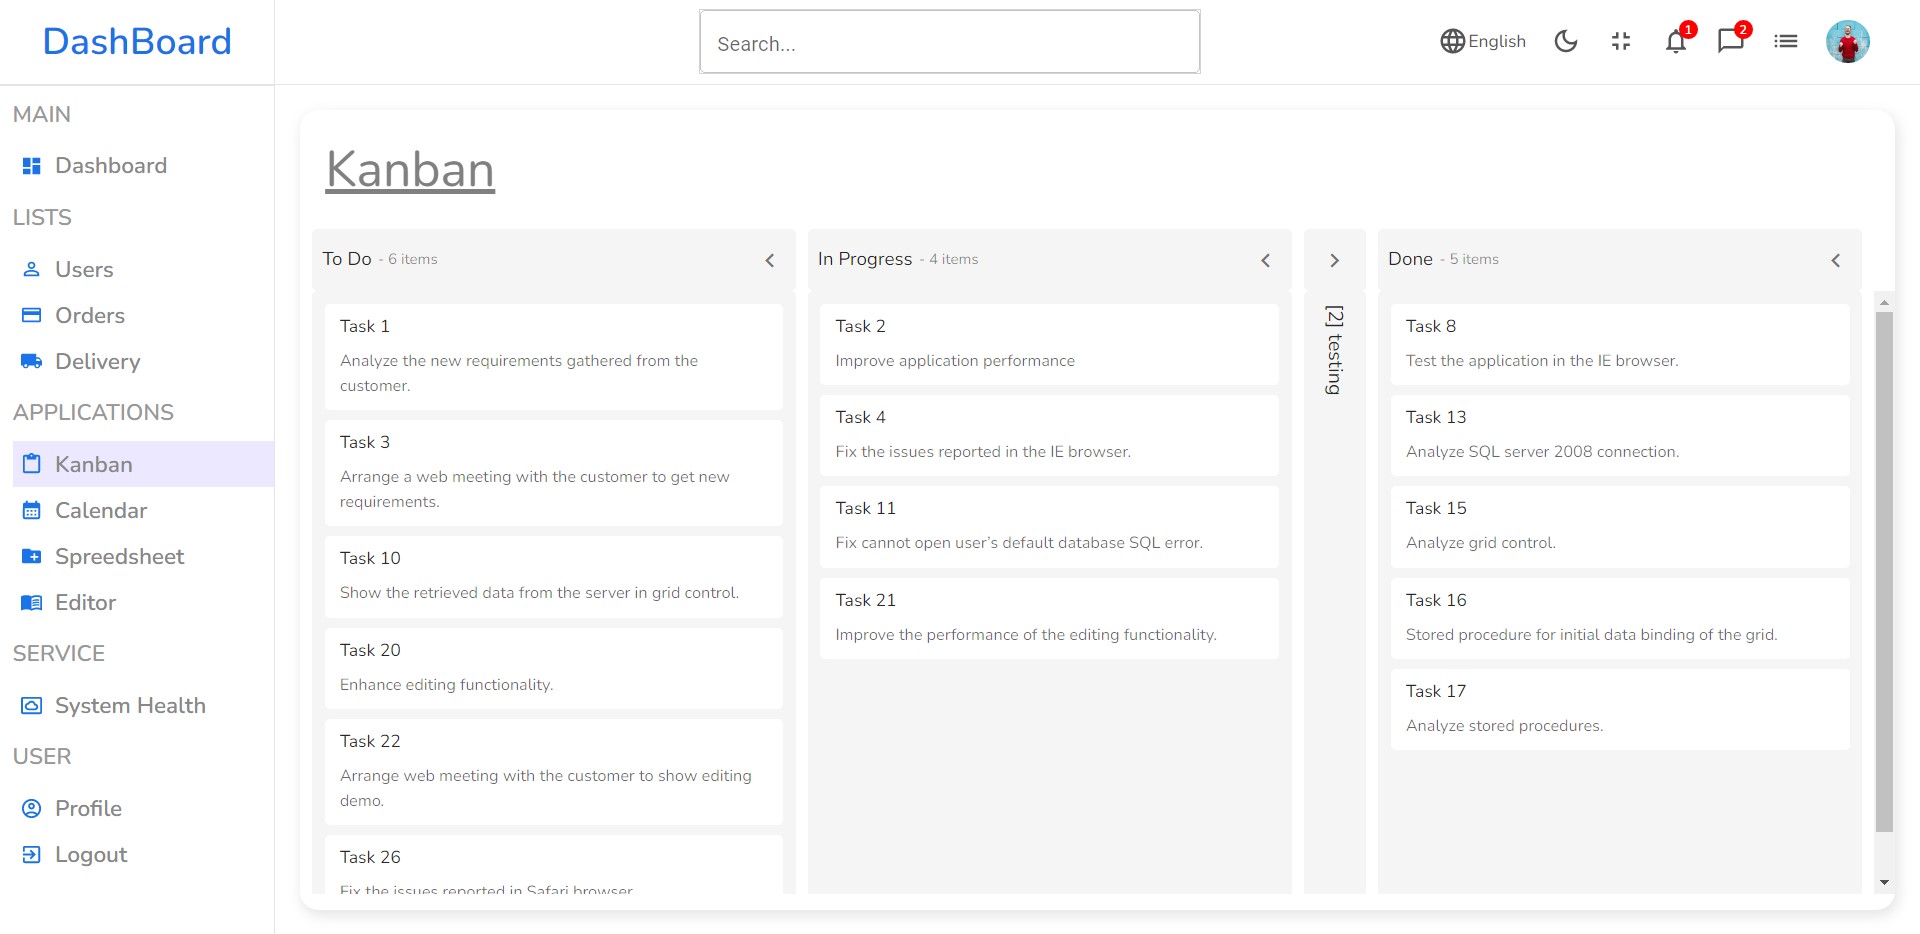 DashBoard
Search...
English
1
2
MAIN
Dashboard
LISTS
Users
Orders
Delivery
APPLICATIONS
Kanban
Calendar
Spreedsheet
Editor
SERVICE
System Health
USER
Profile
Logout
Kanban
To Do - 6 items
Task 1
Analyze the new requirements gathered from the
customer.
Task 3
Arrange a web meeting with the customer to get new
requirements.
Task 10
Show the retrieved data from the server in grid control.
Task 20
Enhance editing functionality.
Task 22
Arrange web meeting with the customer to show editing
demo.
Task 26
Fix the issues reported in Safari browser.
In Progress - 4 items
Task 2
Improve application performance
Task 4
Fix the issues reported in the IE browser.
Task 11
Fix cannot open user’s default database SQL error.
Task 21
Improve the performance of the editing functionality.
[2] testing
Done - 5 items
Task 8
Test the application in the IE browser.
Task 13
Analyze SQL server 2008 connection.
Task 15
Analyze grid control.
Task 16
Stored procedure for initial data binding of the grid.
Task 17
Analyze stored procedures.